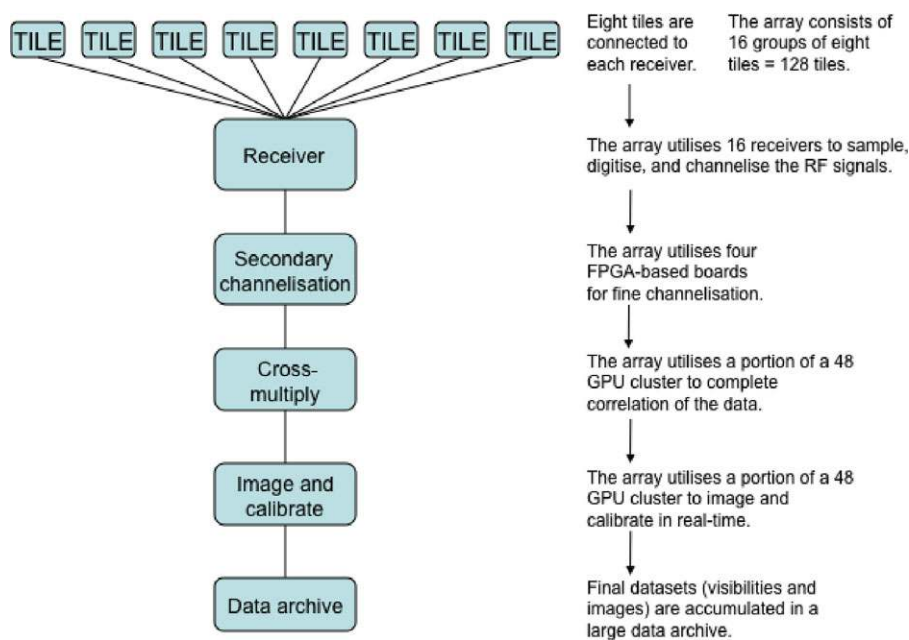 TILE TILE TILE TILE TILE TILE TILE TILE
Eight tiles are
connected to
each receiver.
The array consists of
16 groups of eight
tiles = 128 tiles.
Receiver
The array utilises 16 receivers to sample,
digitise, and channelise the RF signals.
Secondary
channelisation
The array utilises four
FPGA-based boards
for fine channelisation.
Cross-
multiply
The array utilises a portion of a 48
GPU cluster to complete
correlation of the data.
Image and
calibrate
The array utilises a portion of a 48
GPU cluster to image and
calibrate in real-time.
Data archive
Final datasets (visibilities and
images) are accumulated in a
large data archive.